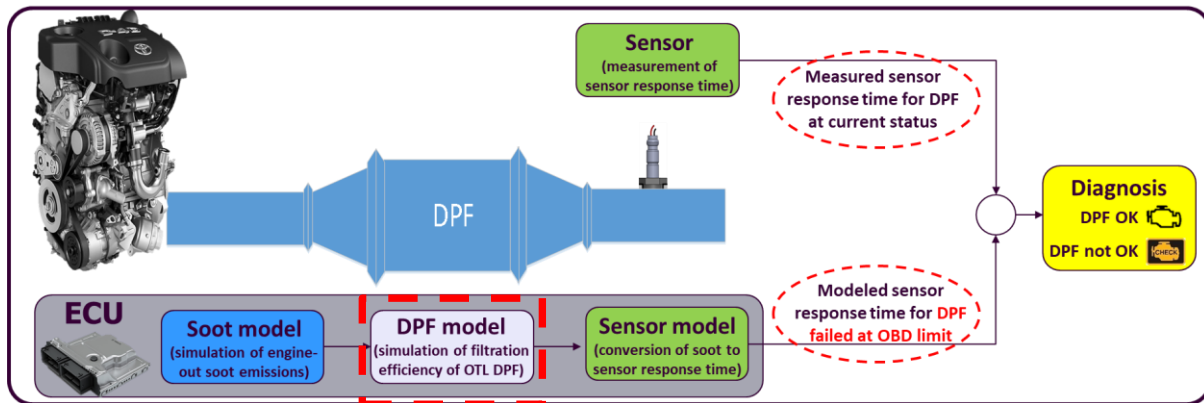 Sensor
(measurement of
sensor response time)
Measured sensor
response time for DPF
at current status
DPF
Diagnosis
DPF OK
DPF not OK
CHECK
ECU
Soot model
(simulation of engine-
out soot emissions)
DPF model
(simulation of filtration
efficiency of OTL DPF)
Sensor model
(conversion of soot to
sensor response time)
Modeled sensor
response time for DPF
failed at OBD limit